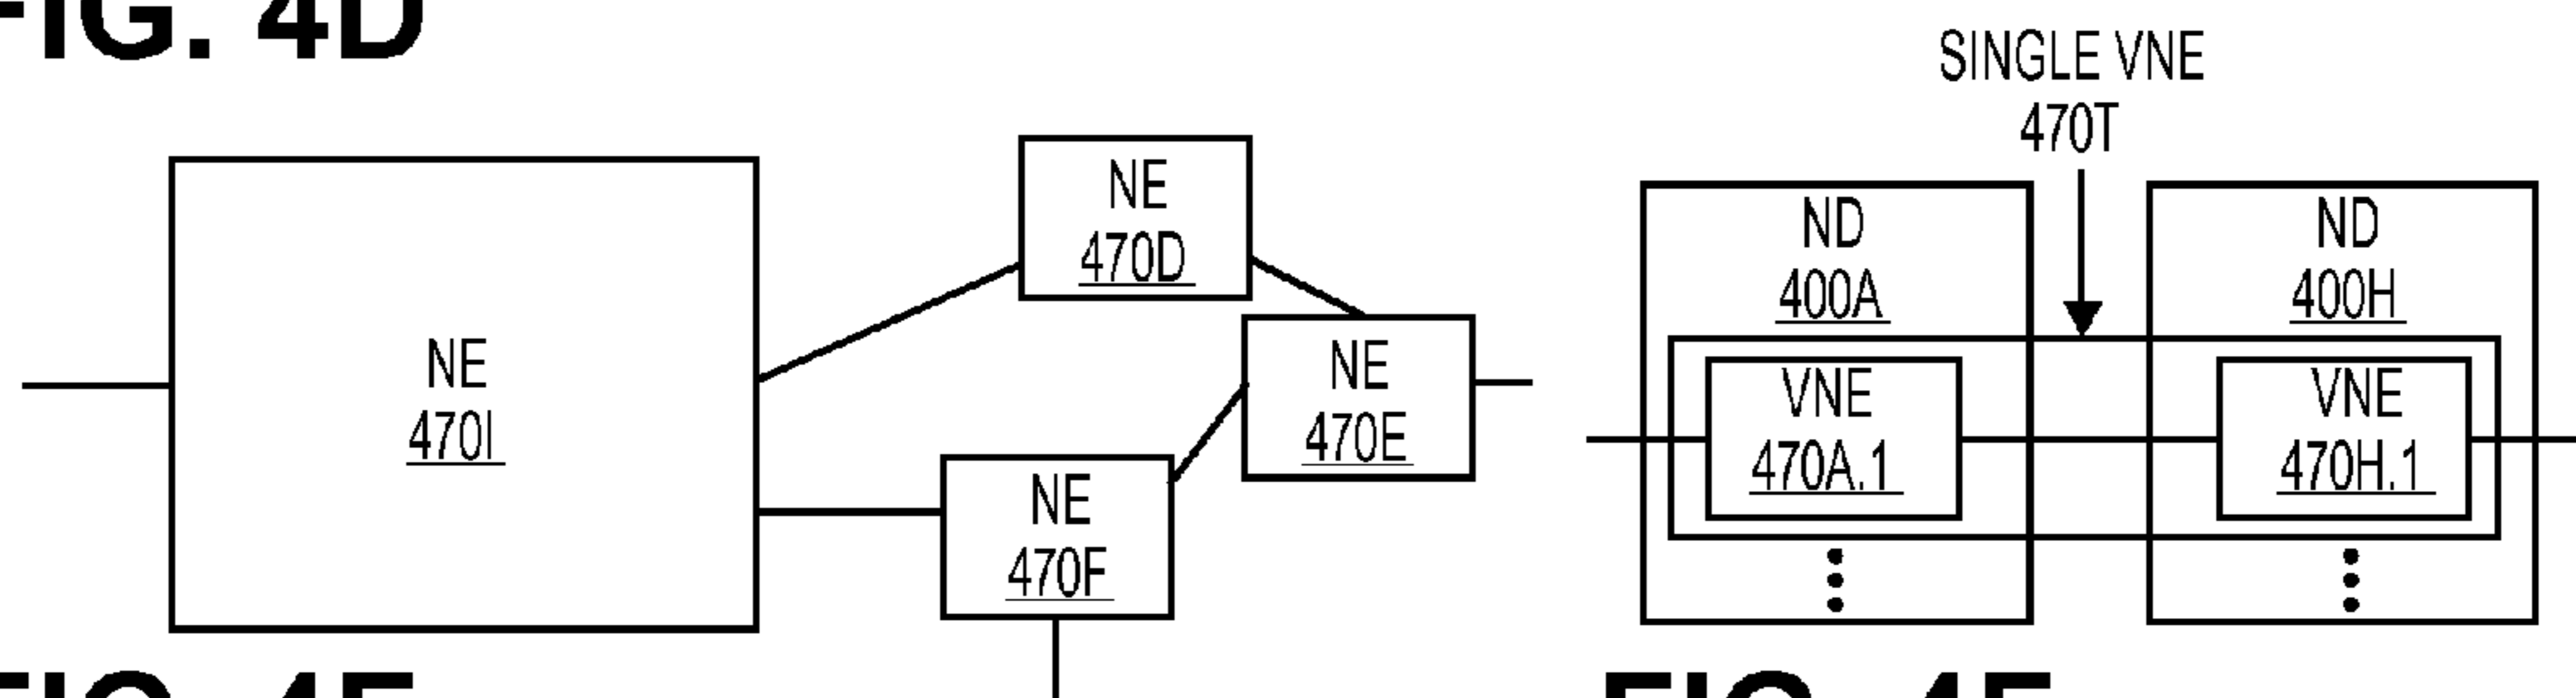 FIG. 4D
SINGLE VNE
470T
NE
470I
NE
470D
NE
470E
NE
470F
ND
400A
ND
400H
VNE
470A.1
VNE
470H.1